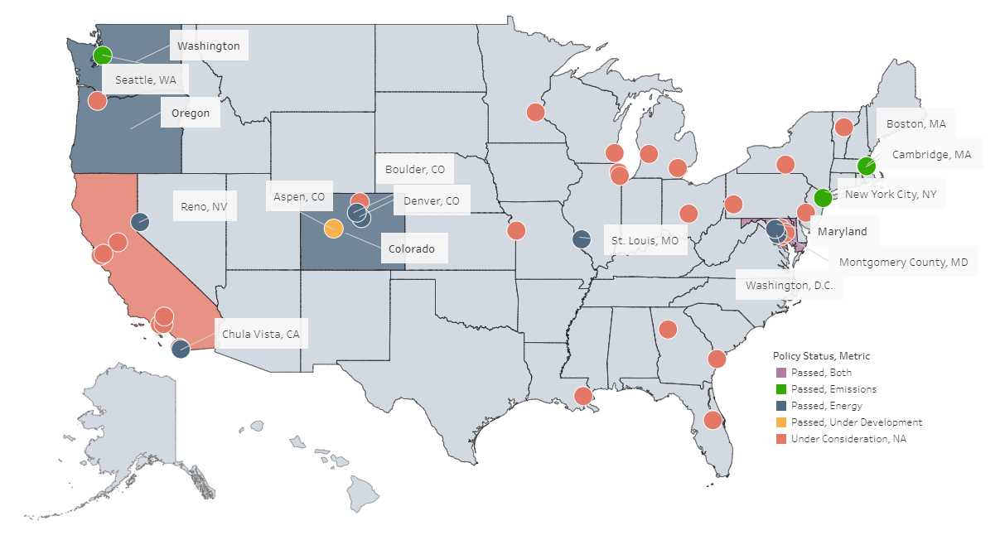 Washington
Seattle, WA
Oregon
Boston, MA
Cambridge, MA
Boulder, CO
Aspen, CO
Denver, CO
Reno, NV
New York City, NY
Maryland
St. Louis, MO
Colorado
Montgomery County, MD
Washington, D.C.
Chula Vista, CA
Policy Status, Metric
Passed, Both
Passed, Emissions
Passed, Energy
Passed, Under Development
Under Consideration, NA